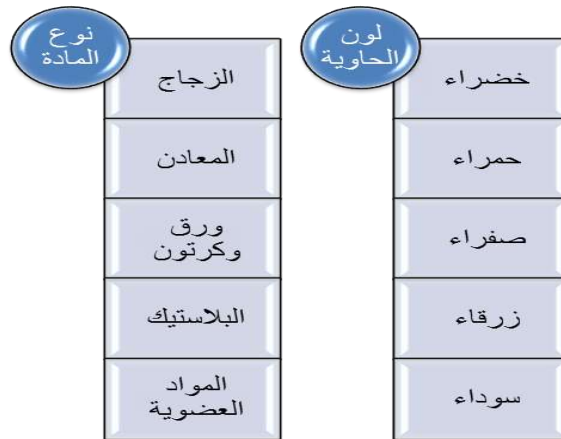 لون
الحاوية
خضراء
حمراء
صفراء
زرقاء
سوداء
نوع
المادة
الزجاج
المعادن
ورق
وكرتون
البلاستيك
المواد
العضوية